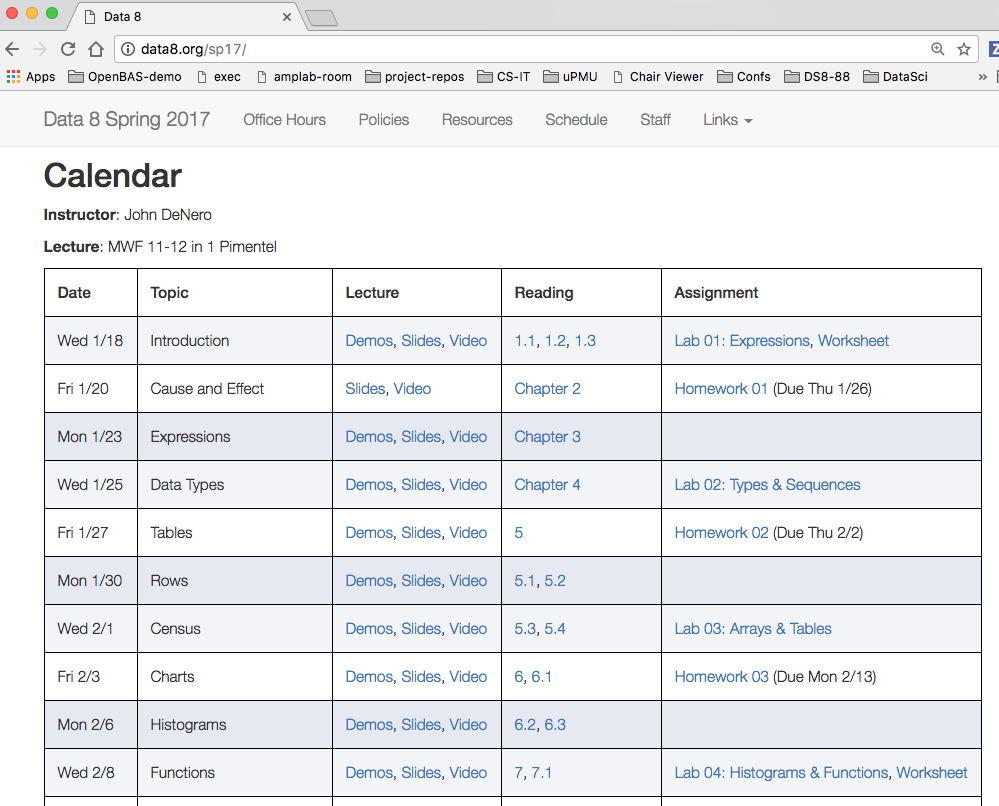 Data 8
data8.org/sp17/
Apps OpenBAS-demo exec amplab-room project-repos CS-IT uPMU Chair Viewer Confs DS8-88 DataSci »
Data 8 Spring 2017 Office Hours Policies Resources Schedule Staff Links
Calendar
Instructor: John DeNero
Lecture: MWF 11-12 in 1 Pimentel
Date Topic Lecture Reading Assignment
Wed 1/18 Introduction Demos, Slides, Video 1.1, 1.2, 1.3 Lab 01: Expressions, Worksheet
Fri 1/20 Cause and Effect Slides, Video Chapter 2 Homework 01 (Due Thu 1/26)
Mon 1/23 Expressions Demos, Slides, Video Chapter 3
Wed 1/25 Data Types Demos, Slides, Video Chapter 4 Lab 02: Types & Sequences
Fri 1/27 Tables Demos, Slides, Video 5 Homework 02 (Due Thu 2/2)
Mon 1/30 Rows Demos, Slides, Video 5.1, 5.2
Wed 2/1 Census Demos, Slides, Video 5.3, 5.4 Lab 03: Arrays & Tables
Fri 2/3 Charts Demos, Slides, Video 6, 6.1 Homework 03 (Due Mon 2/13)
Mon 2/6 Histograms Demos, Slides, Video 6.2, 6.3
Wed 2/8 Functions Demos, Slides, Video 7, 7.1 Lab 04: Histograms & Functions, Worksheet